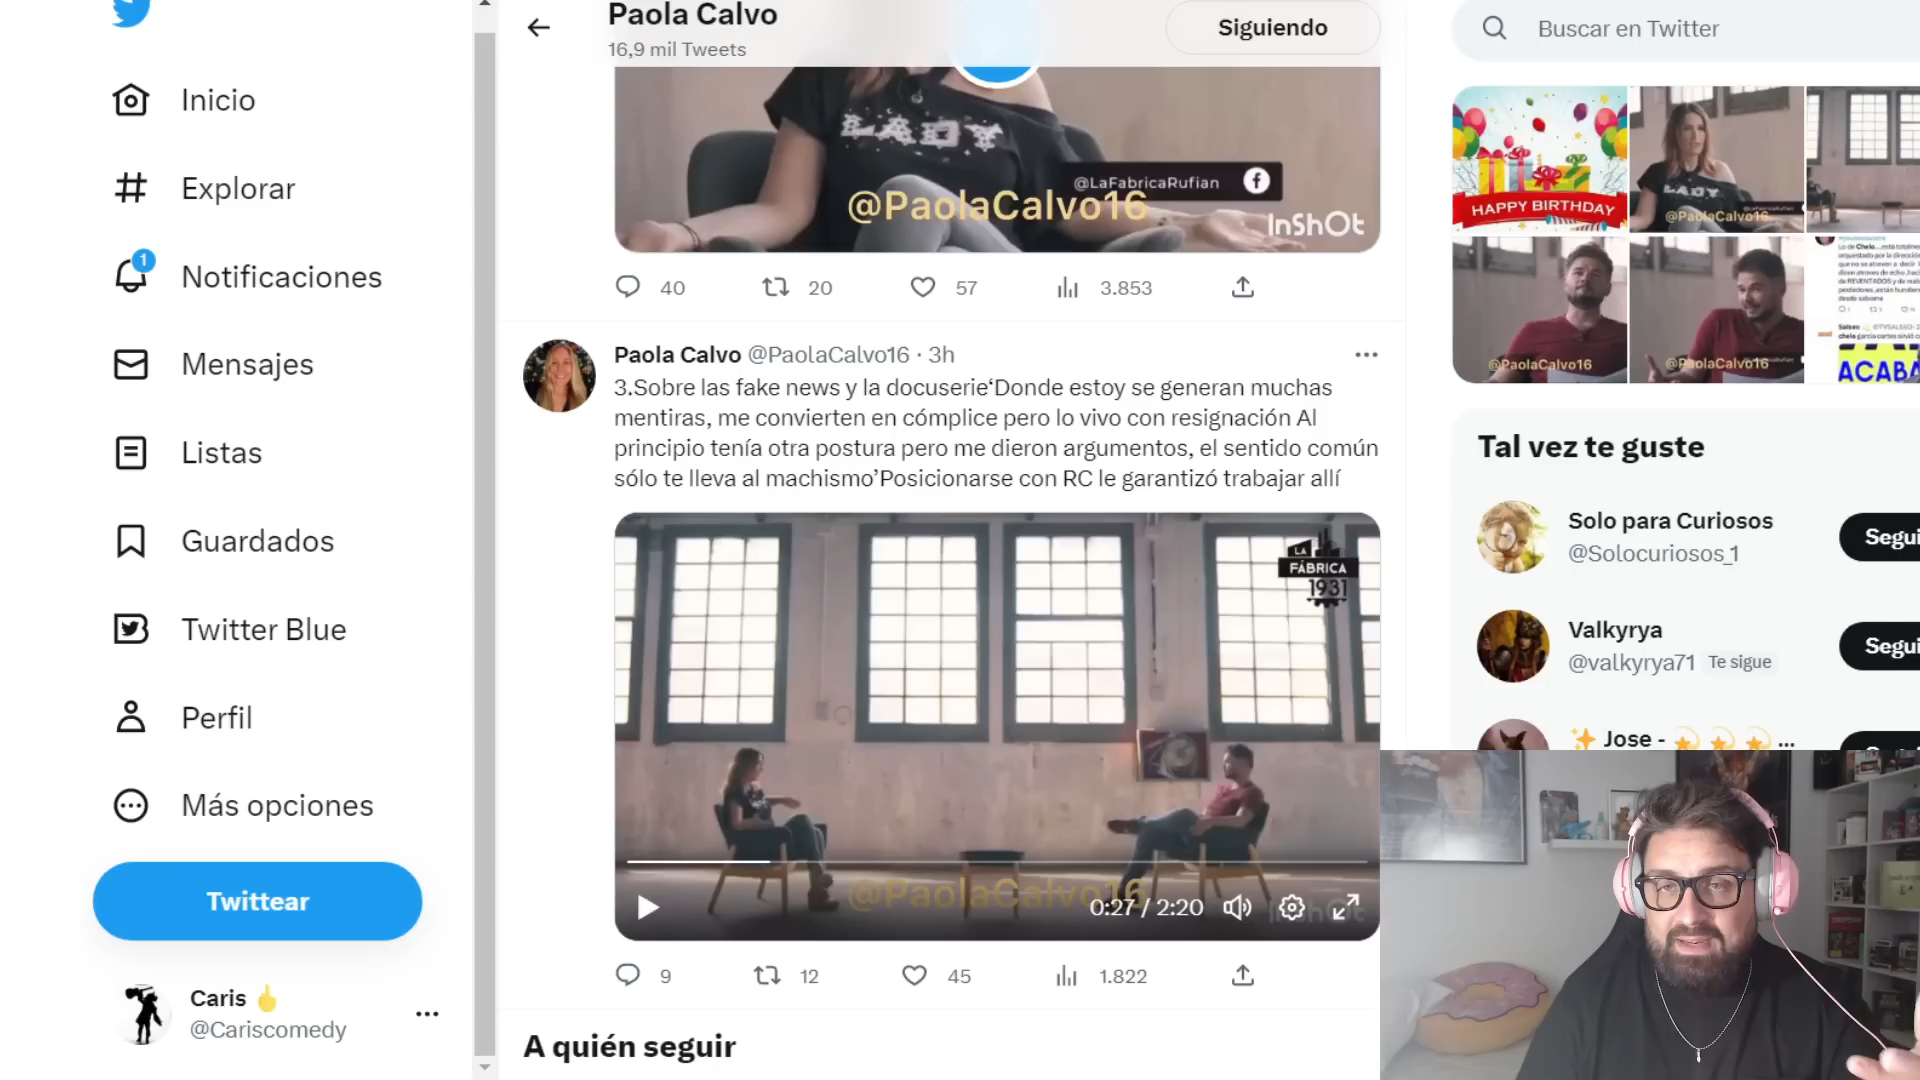 Inicio
Explorar
1
Notificaciones
Mensajes
Listas
Guardados
Twitter Blue
Perfil
Más opciones
Twittear
Caris
@Cariscomedy
Paola Calvo
16,9 mil Tweets
Siguiendo
LADY
@LaFabricaRufian
@PaolaCalvo16
InShOt
40
20
57
3.853
Paola Calvo @PaolaCalvo16 · 3h
3.Sobre las fake news y la docuserie‘Donde estoy se generan muchas
mentiras, me convierten en cómplice pero lo vivo con resignación Al
principio tenía otra postura pero me dieron argumentos, el sentido común
sólo te lleva al machismo’Posicionarse con RC le garantizó trabajar allí
LA
FÁBRICA
1931
@PaolaCalvo16
0:27 / 2:20
9
12
45
1.822
A quién seguir
Buscar en Twitter
HAPPY BIRTHDAY
LADY
@PaolaCalvo16
@PaolaCalvo16
@PaolaCalvo16
ACABA
Tal vez te guste
Solo para Curiosos
@Solocuriosos_1
Segui
Valkyrya
@valkyrya71 Te sigue
Segui
Jose -